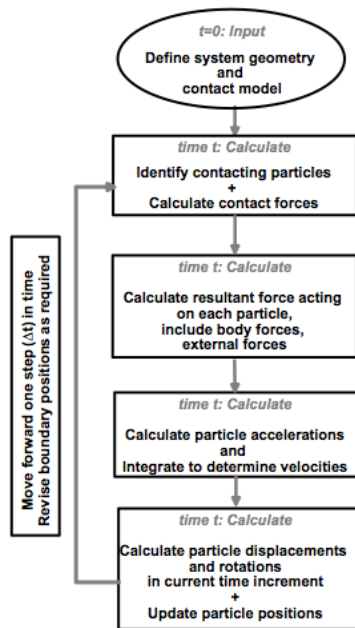 t=0: Input
Define system geometry
and
contact model
time t: Calculate
Identify contacting particles
+
Calculate contact forces
time t: Calculate
Calculate resultant force acting
on each particle,
include body forces,
external forces
time t: Calculate
Calculate particle accelerations
and
Integrate to determine velocities
time t: Calculate
Calculate particle displacements
and rotations
in current time increment
+
Update particle positions
Move forward one step (Δt) in time
Revise boundary positions as required